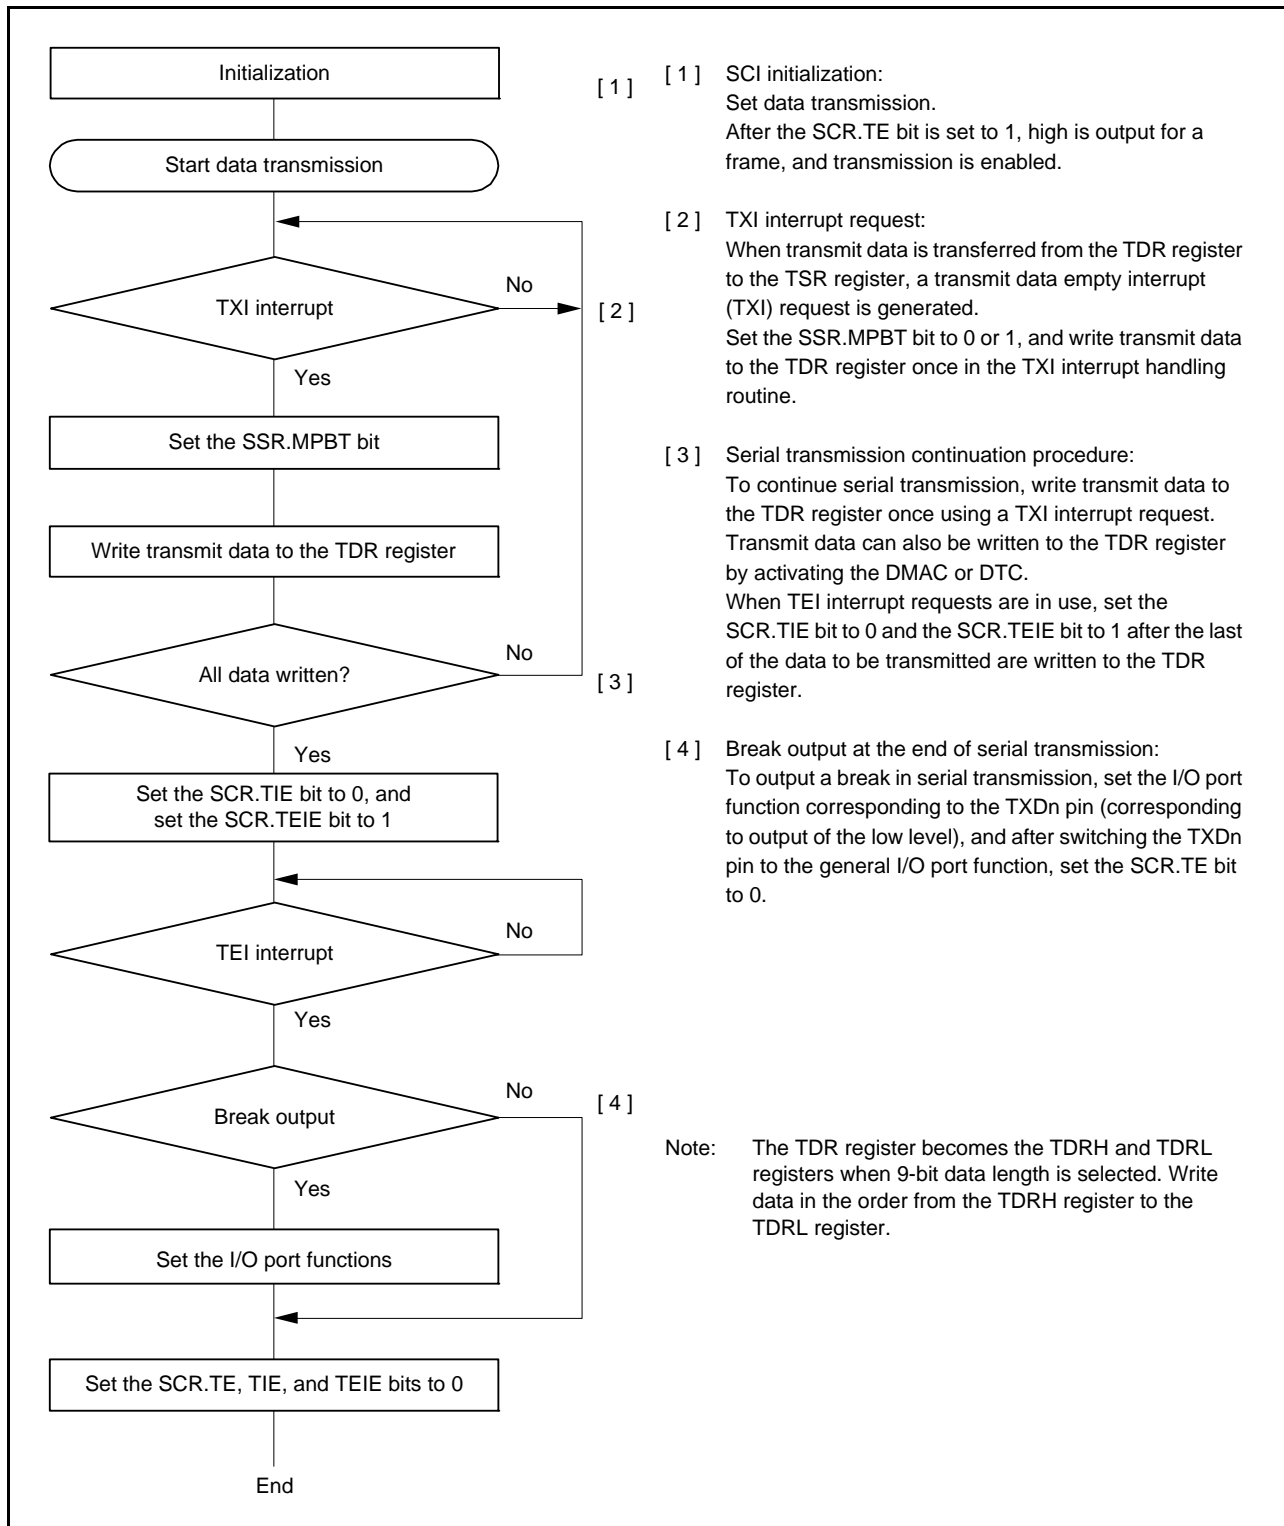 Initialization
[ 1 ]
Start data transmission
TXI interrupt
No
[ 2 ]
Yes
Set the SSR.MPBT bit
Write transmit data to the TDR register
All data written?
No
[ 3 ]
Yes
Set the SCR.TIE bit to 0, and
set the SCR.TEIE bit to 1
TEI interrupt
No
Yes
Break output
No
[ 4 ]
Yes
Set the I/O port functions
Set the SCR.TE, TIE, and TEIE bits to 0
End
[ 1 ] SCI initialization:
Set data transmission.
After the SCR.TE bit is set to 1, high is output for a
frame, and transmission is enabled.
[ 2 ] TXI interrupt request:
When transmit data is transferred from the TDR register
to the TSR register, a transmit data empty interrupt
(TXI) request is generated.
Set the SSR.MPBT bit to 0 or 1, and write transmit data
to the TDR register once in the TXI interrupt handling
routine.
[ 3 ] Serial transmission continuation procedure:
To continue serial transmission, write transmit data to
the TDR register once using a TXI interrupt request.
Transmit data can also be written to the TDR register
by activating the DMAC or DTC.
When TEI interrupt requests are in use, set the
SCR.TIE bit to 0 and the SCR.TEIE bit to 1 after the last
of the data to be transmitted are written to the TDR
register.
[ 4 ] Break output at the end of serial transmission:
To output a break in serial transmission, set the I/O port
function corresponding to the TXDn pin (corresponding
to output of the low level), and after switching the TXDn
pin to the general I/O port function, set the SCR.TE bit
to 0.
Note: The TDR register becomes the TDRH and TDRL
registers when 9-bit data length is selected. Write
data in the order from the TDRH register to the
TDRL register.